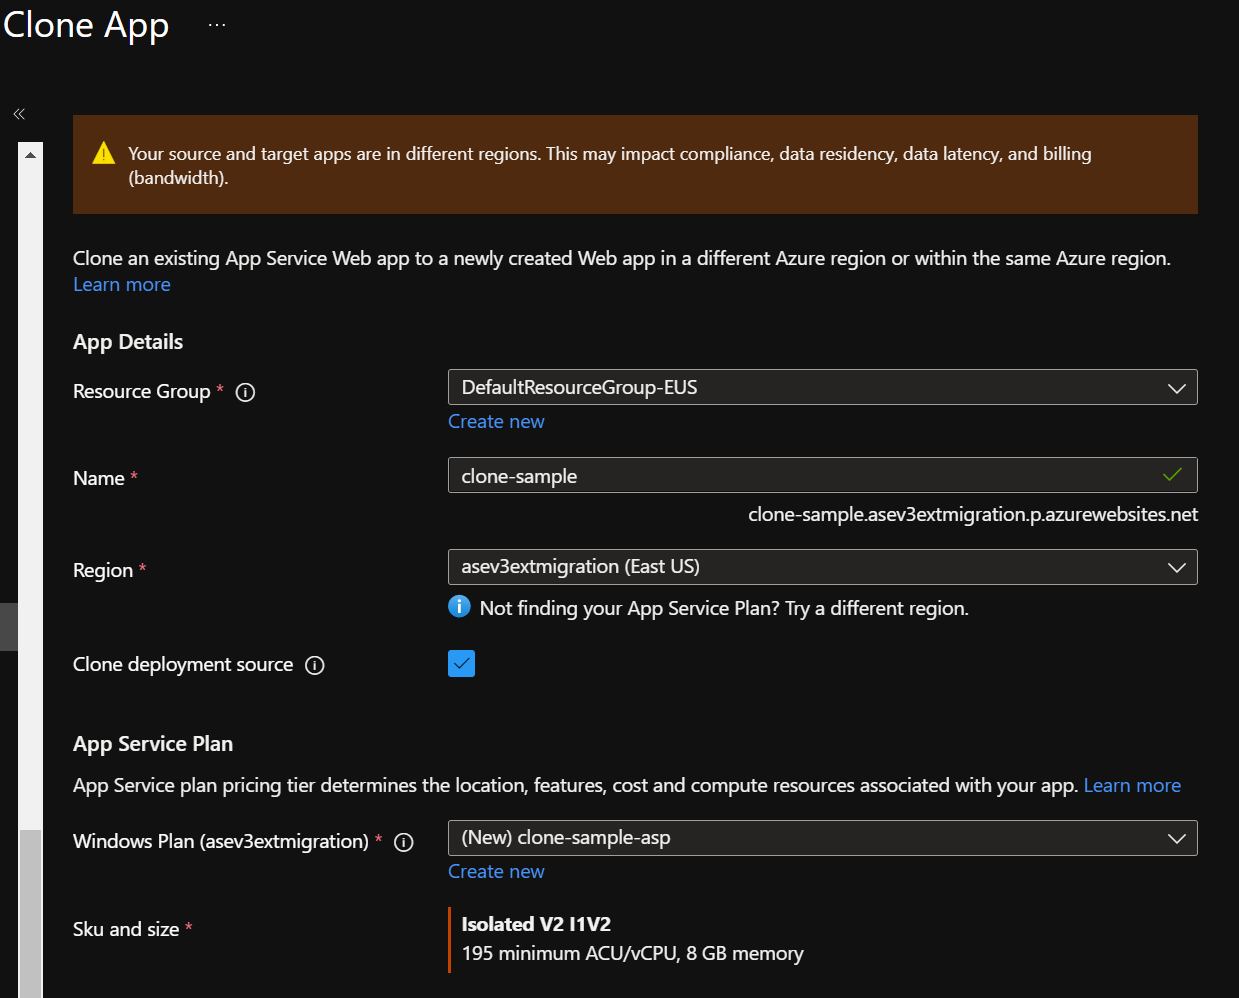 Clone App ...
Your source and target apps are in different regions. This may impact compliance, data residency, data latency, and billing
(bandwidth).
Clone an existing App Service Web app to a newly created Web app in a different Azure region or within the same Azure region.
Learn more
App Details
Resource Group *
DefaultResourceGroup-EUS
Create new
Name *
clone-sample
clone-sample.asev3extmigration.p.azurewebsites.net
Region *
asev3extmigration (East US)
Not finding your App Service Plan? Try a different region.
Clone deployment source
App Service Plan
App Service plan pricing tier determines the location, features, cost and compute resources associated with your app. Learn more
Windows Plan (asev3extmigration) *
(New) clone-sample-asp
Create new
Sku and size *
Isolated V2 I1V2
195 minimum ACU/vCPU, 8 GB memory